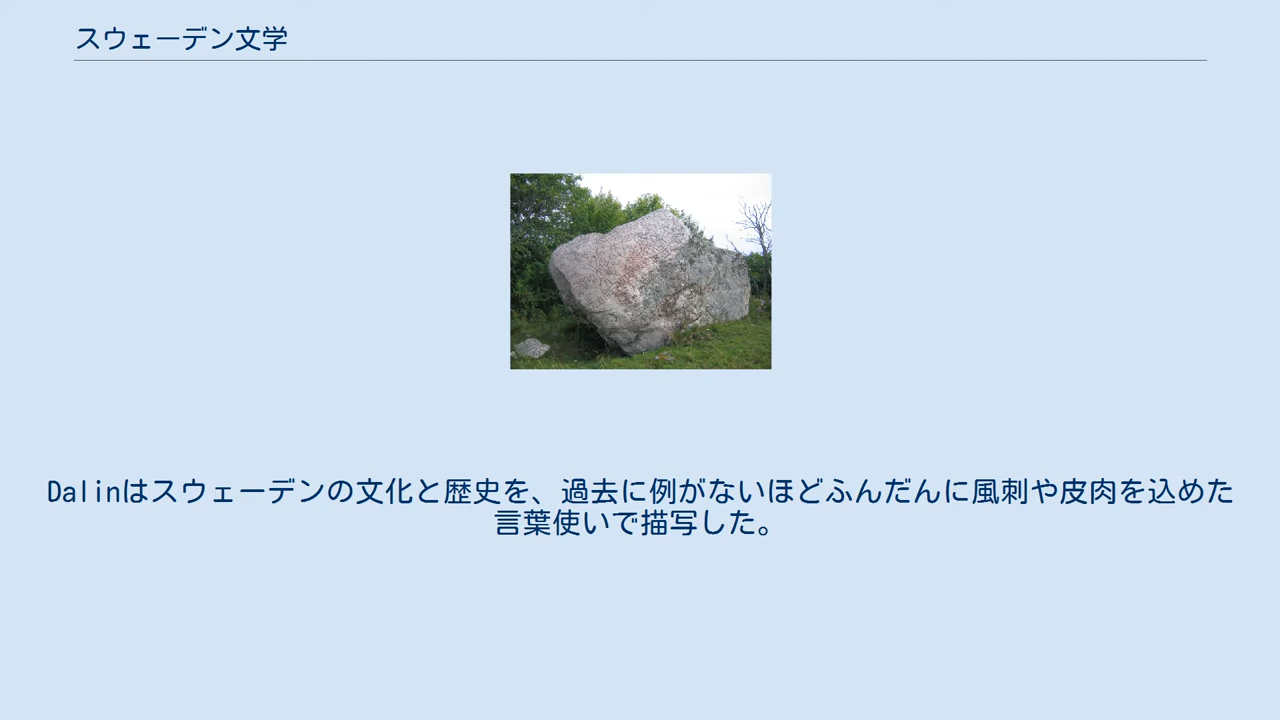 スウェーデン文学
Dalinはスウェーデンの文化と歴史を、過去に例がないほどふんだんに風刺や皮肉を込めた
言葉使いで描写した。